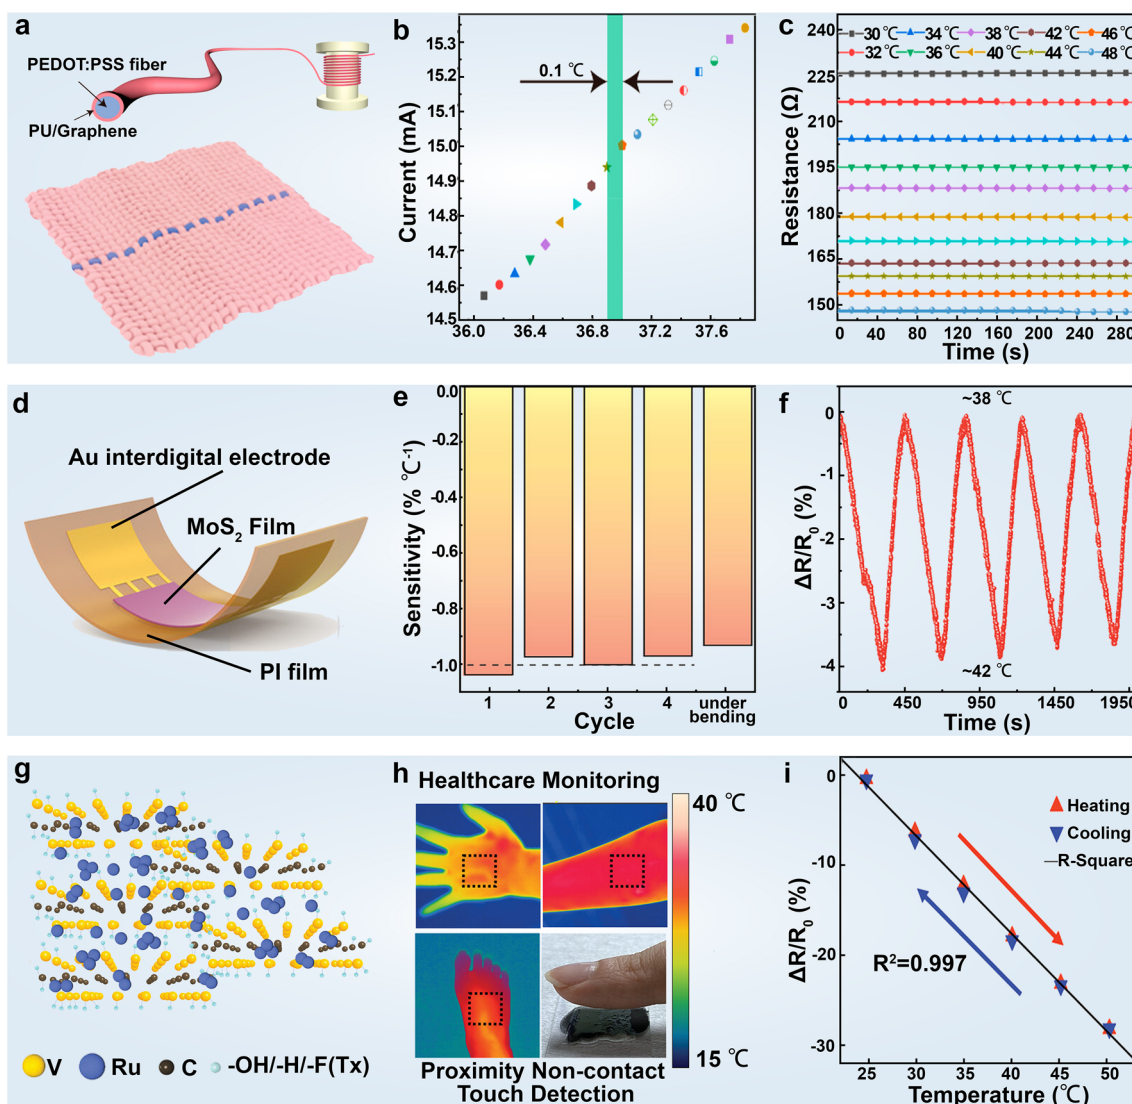 a
PEDOT:PSS fiber
PU/Graphene
b
15.3
15.2
15.1
15.0
14.9
14.8
14.7
14.6
14.5
Current (mA)
0.1 ℃
36.0 36.4 36.8 37.2 37.6
c
245
225
210
195
180
165
150
Resistance (Ω)
30℃ 34℃ 38℃ 42℃ 46℃
32℃ 36℃ 40℃ 44℃ 48℃
0 40 80 120 160 200 240 280
Time (s)
d
Au interdigital electrode
MoS2 Film
PI film
e
0.0
-0.2
-0.4
-0.6
-0.8
-1.0
Sensitivity (% ℃-1)
1 2 3 4 under
bending
Cycle
f
~38 ℃
0
-1
-2
-3
-4
ΔR/R0 (%)
~42 ℃
0 450 950 1450 1950
Time (s)
g
V Ru C -OH/-H/-F(Tx)
h
Healthcare Monitoring
40 ℃
15 ℃
Proximity Non-contact
Touch Detection
i
0
-10
-20
-30
ΔR/R0 (%)
Heating
Cooling
R-Square
R2=0.997
25 30 35 40 45 50
Temperature (℃)